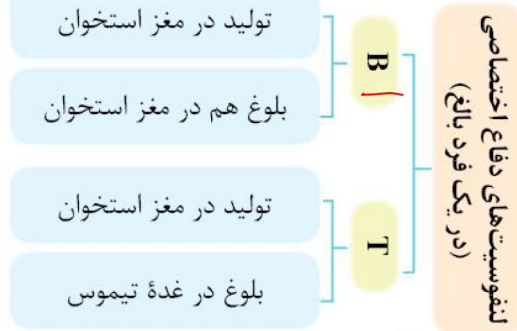 لنفوسیت‌های دفاع اختصاصی
(در یک فرد بالغ)
B
تولید در مغز استخوان
بلوغ هم در مغز استخوان
T
تولید در مغز استخوان
بلوغ در غدهٔ تیموس